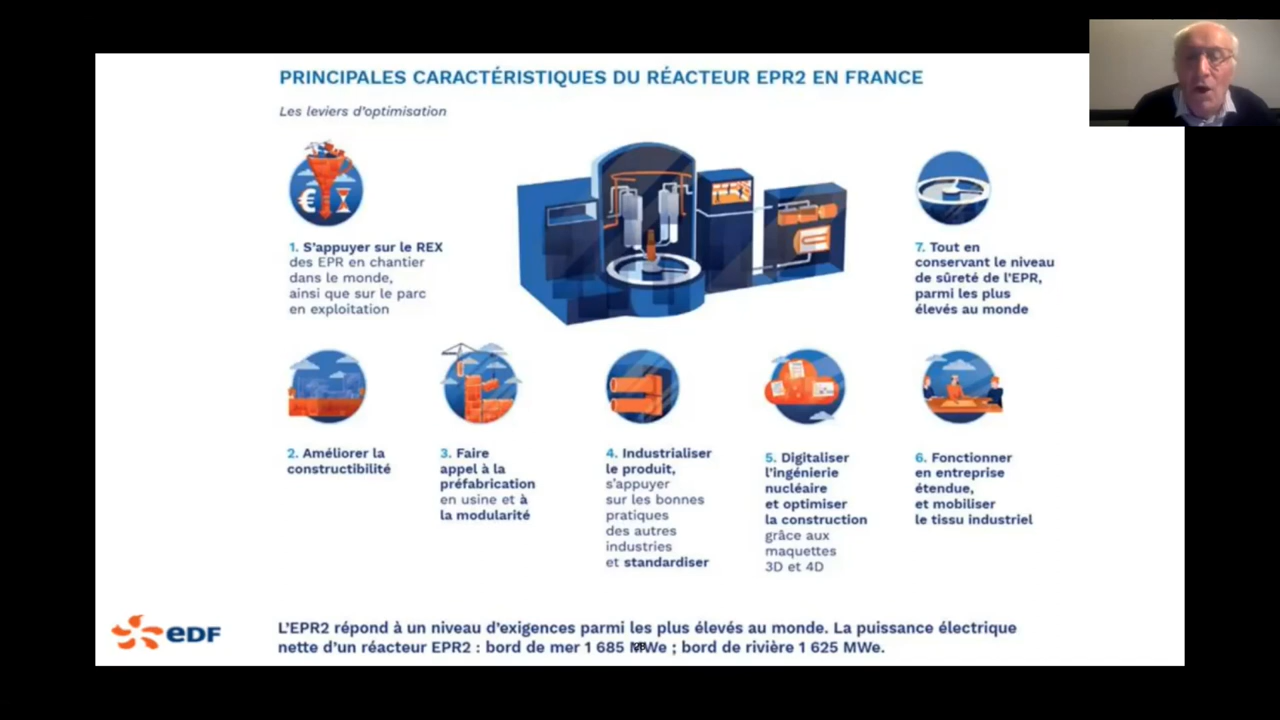 PRINCIPALES CARACTÉRISTIQUES DU RÉACTEUR EPR2 EN FRANCE
Les leviers d'optimisation
1. S'appuyer sur le REX
des EPR en chantier
dans le monde,
ainsi que sur le parc
en exploitation
7. Tout en
conservant le niveau
de sûreté de l'EPR,
parmi les plus
élevés au monde
2. Améliorer la
constructibilité
3. Faire
appel à la
préfabrication
en usine et à
la modularité
4. Industrialiser
le produit,
s'appuyer
sur les bonnes
pratiques
des autres
industries
et standardiser
5. Digitaliser
l'ingénierie
nucléaire
et optimiser
la construction
grâce aux
maquettes
3D et 4D
6. Fonctionner
en entreprise
étendue,
et mobiliser
le tissu industriel
eDF
L'EPR2 répond à un niveau d'exigences parmi les plus élevés au monde. La puissance électrique
nette d'un réacteur EPR2 : bord de mer 1 685 MWe ; bord de rivière 1 625 MWe.